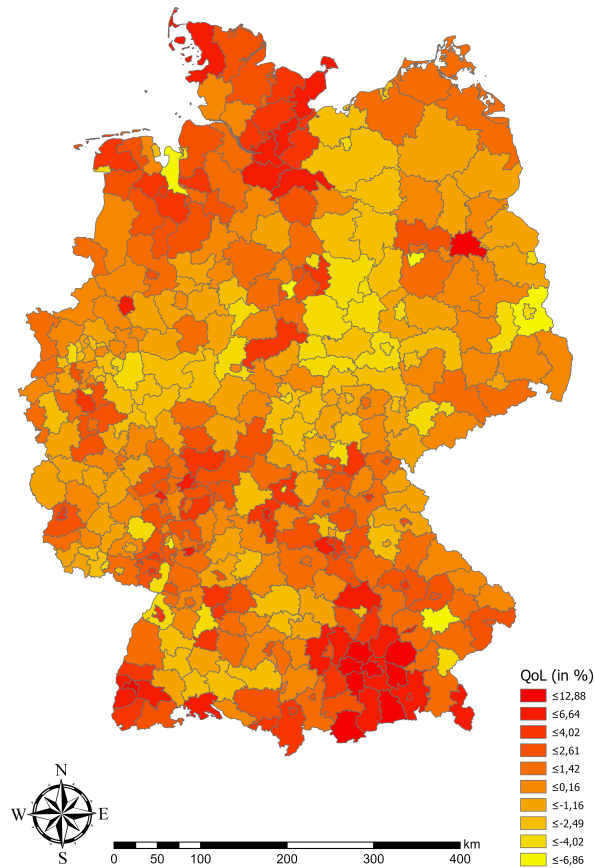 QoL (in %)
≤12,88
≤6,64
≤4,02
≤2,61
≤1,42
≤0,16
≤-1,16
≤-2,49
≤-4,02
≤-6,86
N
W E
S
0 50 100 200 300 400
km